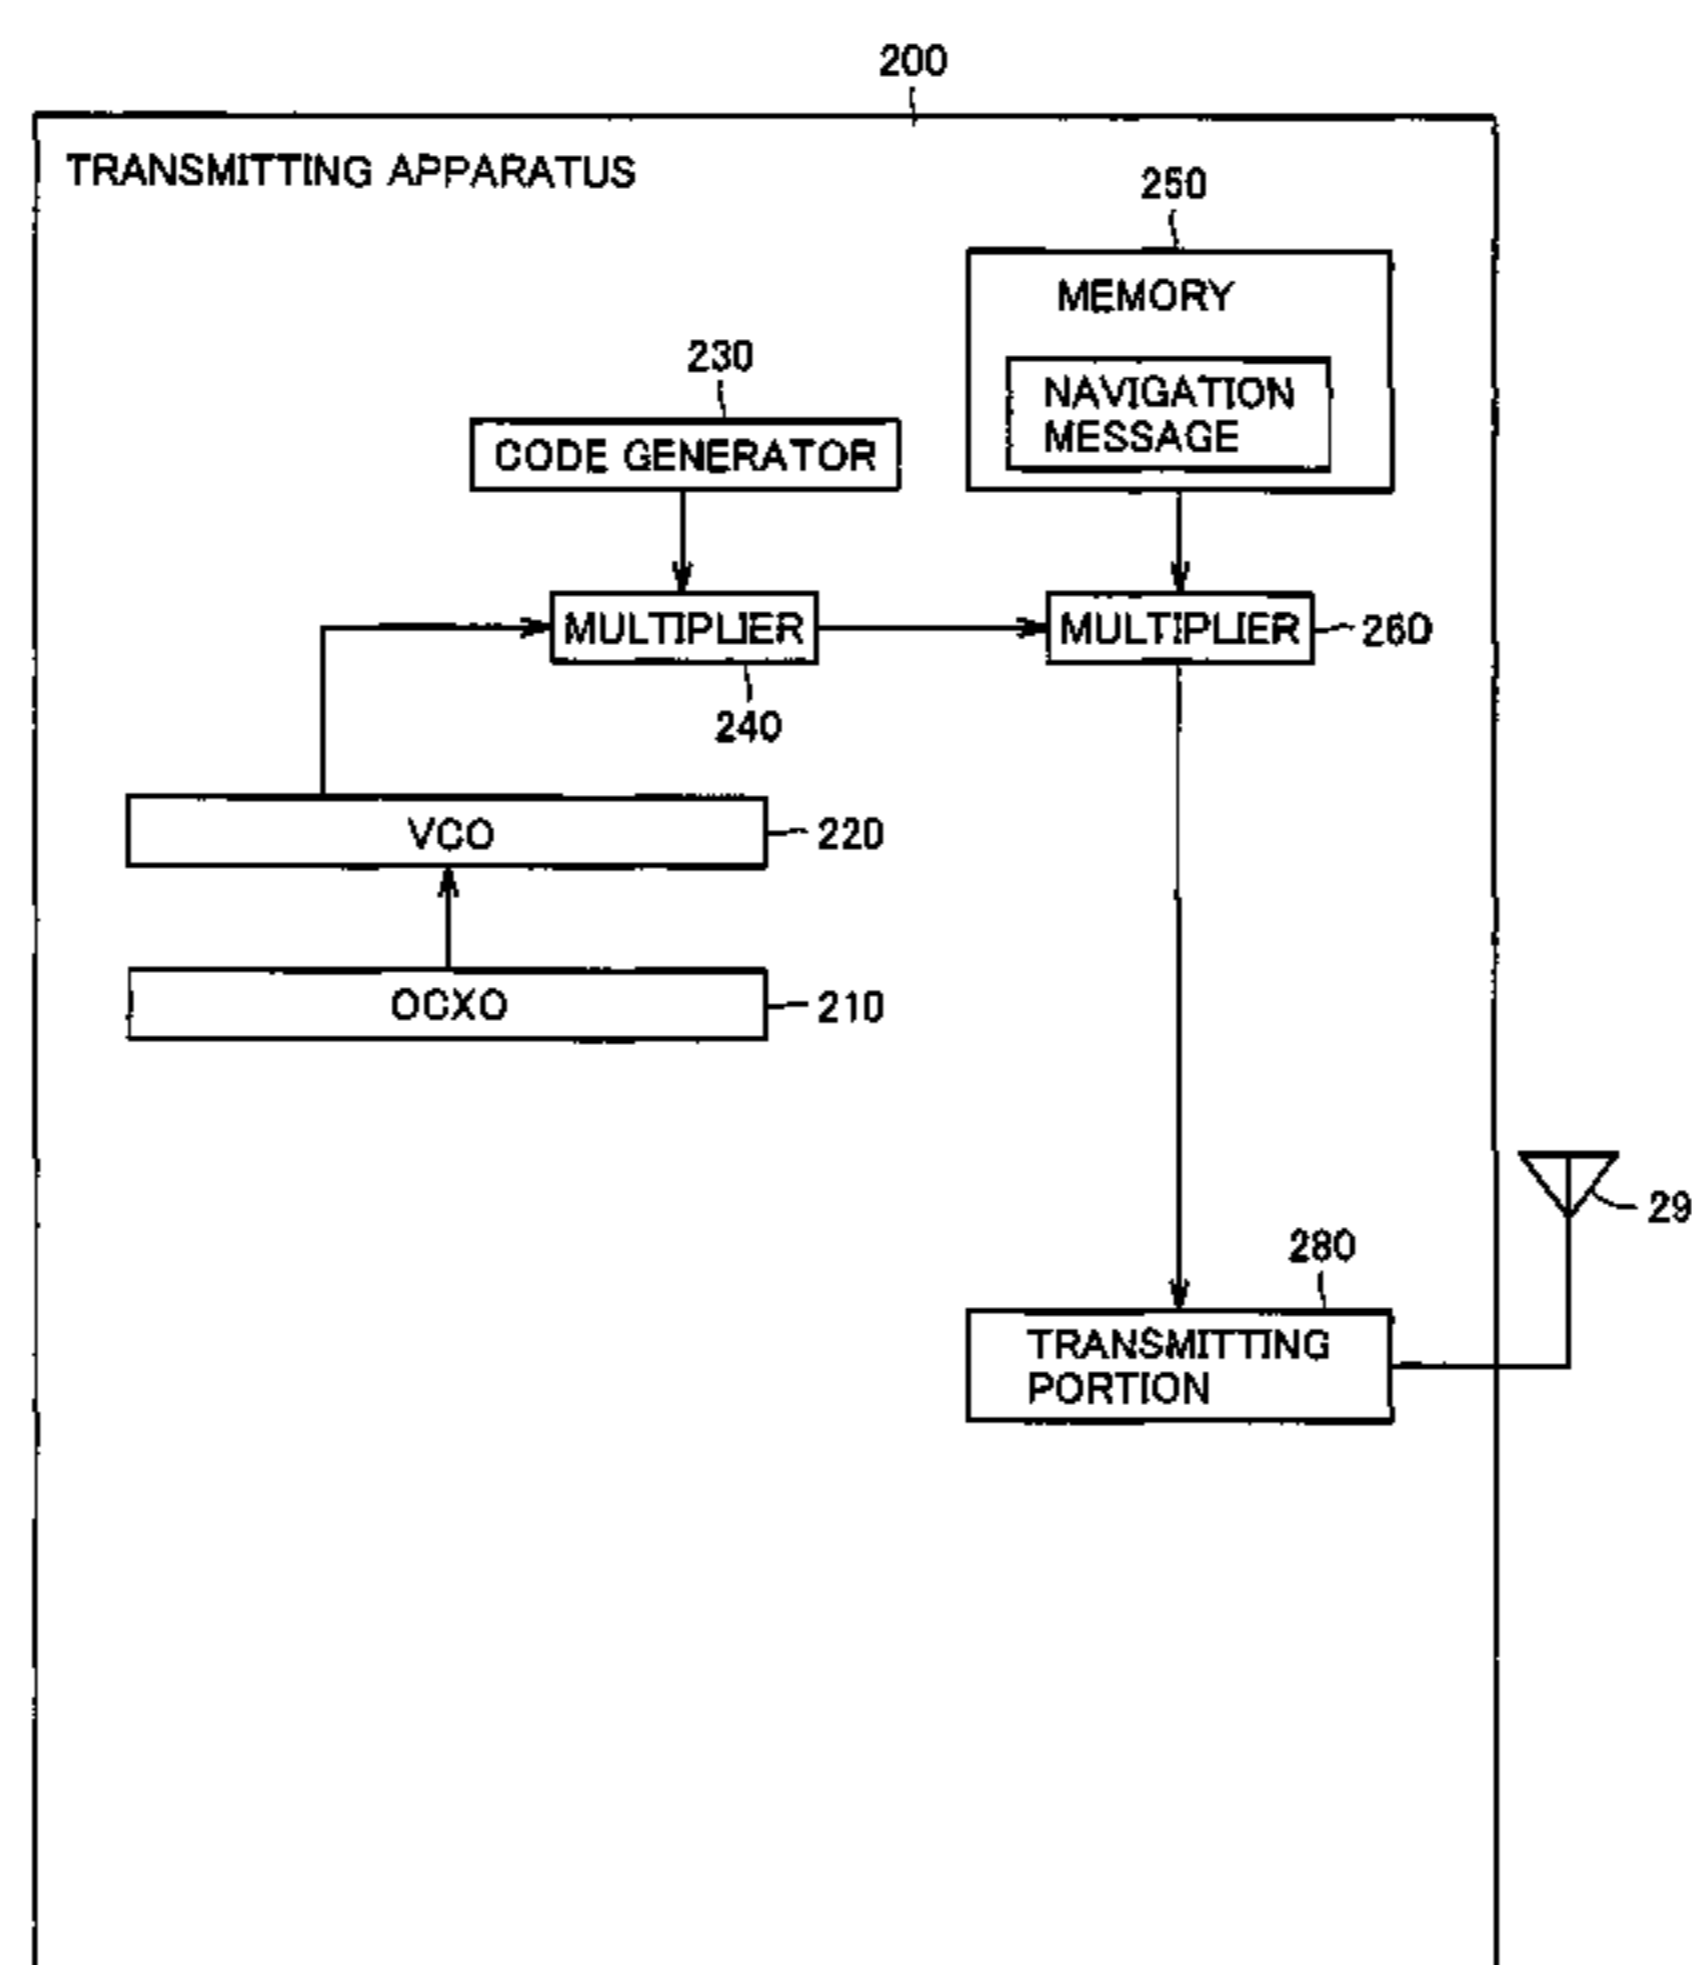 200
TRANSMITTING APPARATUS
250
MEMORY
230
NAVIGATION
MESSAGE
CODE GENERATOR
MULTIPLIER
MULTIPLIER
260
240
VCO
220
OCXO
210
29
280
TRANSMITTING
PORTION